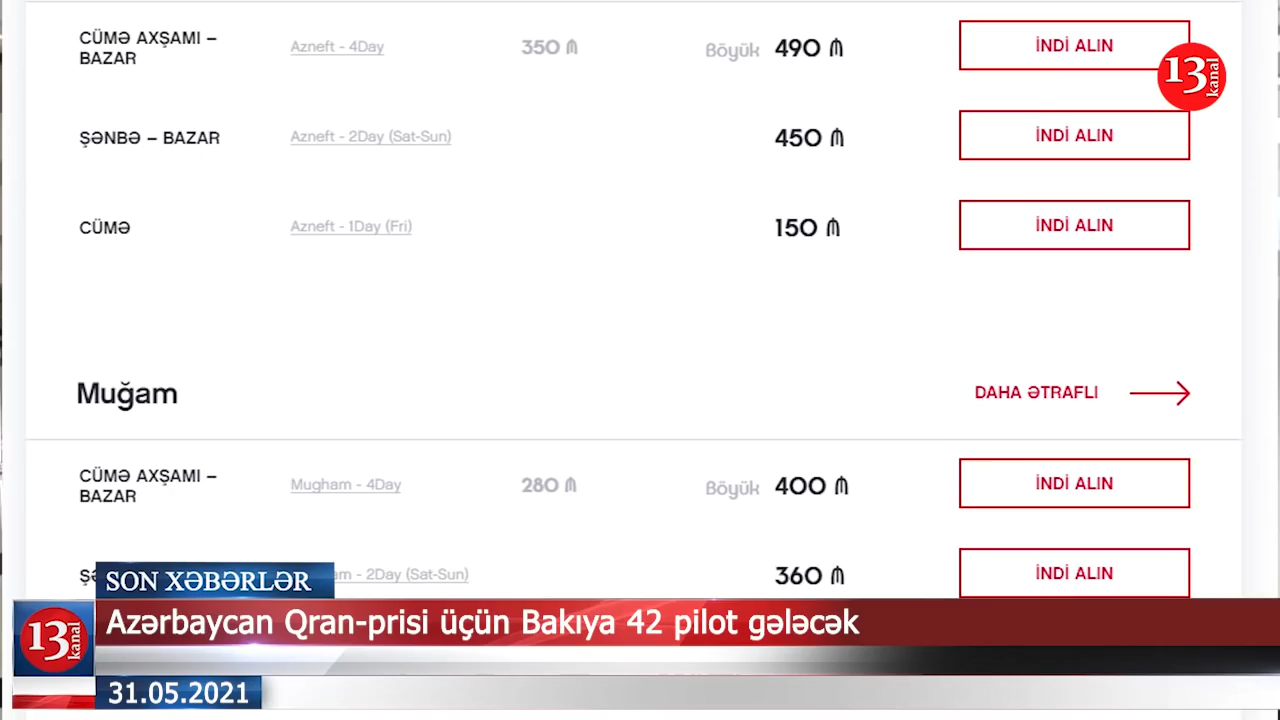 CÜMƏ AXŞAMI –
BAZAR
Azneft - 4Day
350 ₼
Böyük 490 ₼
İNDİ ALIN
13 kanal
ŞƏNBƏ – BAZAR
Azneft - 2Day (Sat-Sun)
450 ₼
İNDİ ALIN
CÜMƏ
Azneft - 1Day (Fri)
150 ₼
İNDİ ALIN
Muğam
DAHA ƏTRAFLI
CÜMƏ AXŞAMI –
BAZAR
Mugham - 4Day
280 ₼
Böyük 400 ₼
İNDİ ALIN
- 2Day (Sat-Sun)
360 ₼
İNDİ ALIN
SON XƏBƏRLƏR
13 kanal
Azərbaycan Qran-prisi üçün Bakıya 42 pilot gələcək
31.05.2021